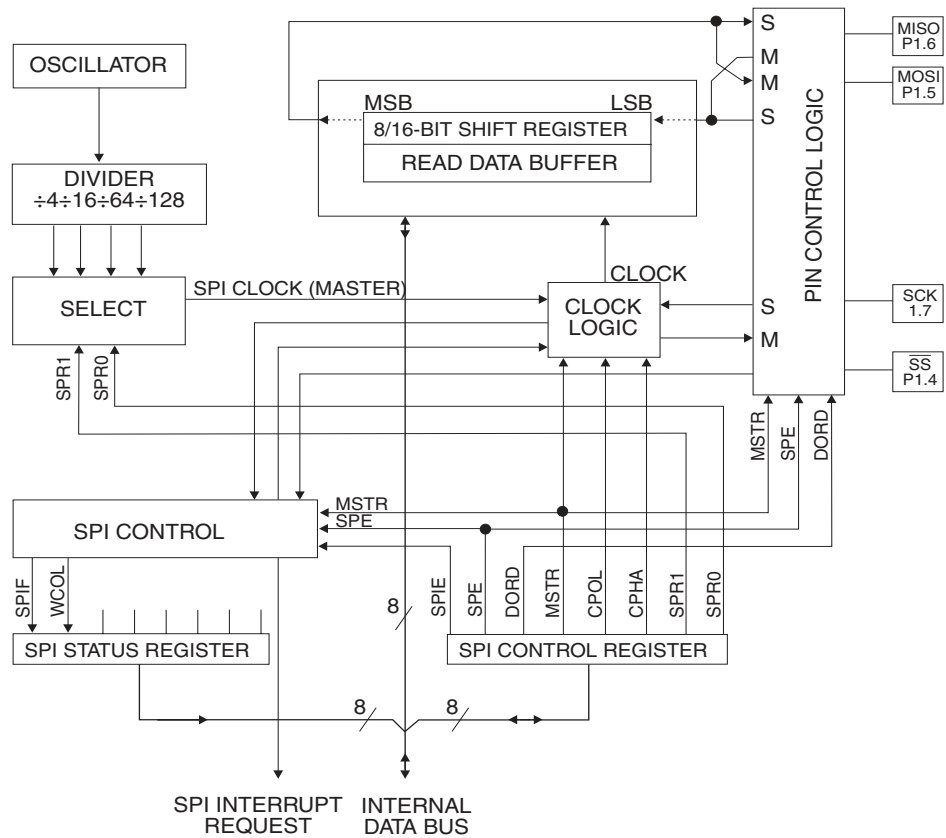 OSCILLATOR
DIVIDER
÷4÷16÷64÷128
SELECT
SPI CLOCK (MASTER)
SPR1
SPR0
MSB
LSB
8/16-BIT SHIFT REGISTER
READ DATA BUFFER
CLOCK
CLOCK
LOGIC
S
M
M
S
S
M
PIN CONTROL LOGIC
MISO
P1.6
MOSI
P1.5
SCK
1.7
SS
P1.4
MSTR
SPE
DORD
MSTR
SPE
SPI CONTROL
SPIF
WCOL
SPI STATUS REGISTER
8
SPIE
SPE
DORD
MSTR
CPOL
CPHA
SPR1
SPR0
SPI CONTROL REGISTER
8
8
SPI INTERRUPT
REQUEST
INTERNAL
DATA BUS